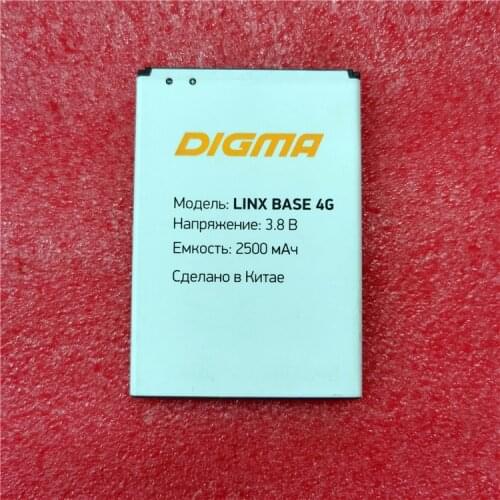 DIGMA
Модель: LINX BASE 4G
Напряжение: 3.8 В
Емкость: 2500 мАч
Сделано в Китае